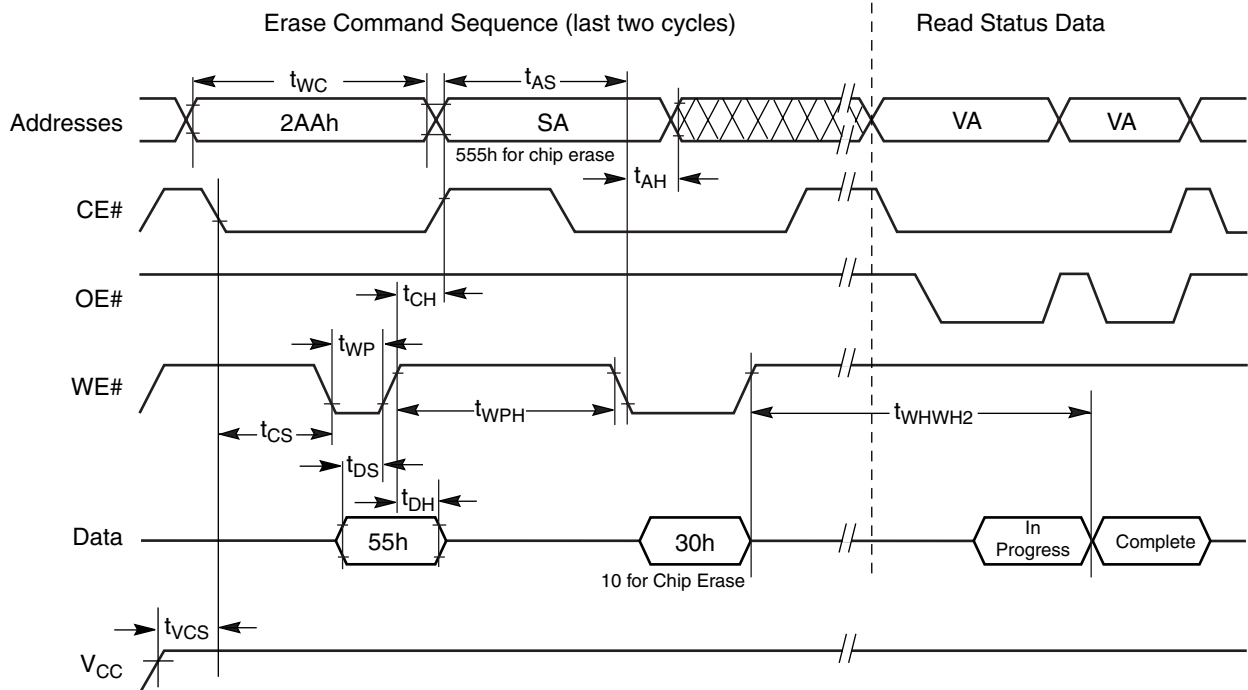 Erase Command Sequence (last two cycles)
Read Status Data
tWC
tAS
Addresses
2AAh
SA
VA
VA
555h for chip erase
tAH
CE#
OE#
tCH
tWP
WE#
tWPH
tWHWH2
tCS
tDS
tDH
Data
55h
30h
In
Progress
Complete
10 for Chip Erase
tVCS
VCC